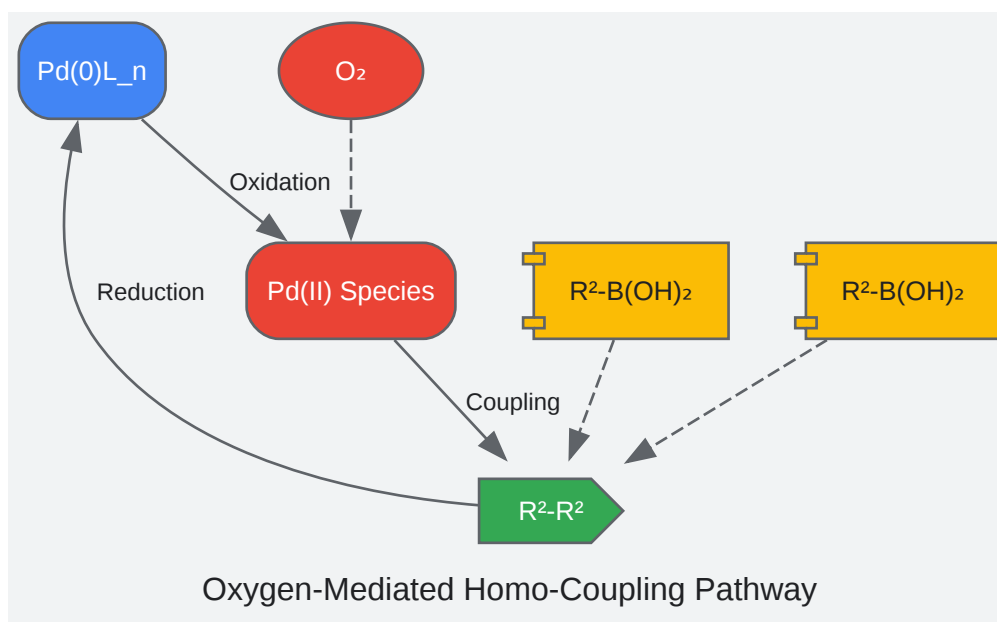 Pd(0)L_n
O₂
Oxidation
Reduction
Pd(II) Species
R²-B(OH)₂
R²-B(OH)₂
Coupling
R²-R²
Oxygen-Mediated Homo-Coupling Pathway